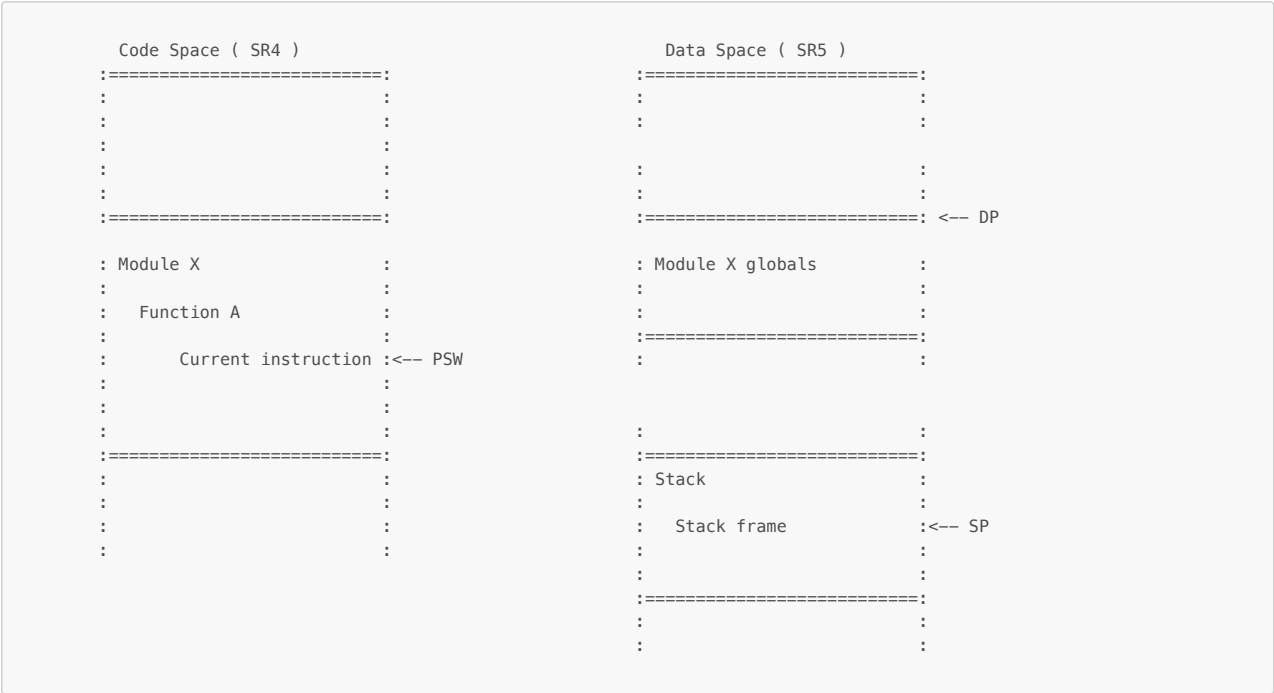 Code Space ( SR4 )                                    Data Space ( SR5 )
:===========================:                        :===========================:
:                           :                        :                           :
:                           :                        :                           :
:                           :
:                           :                        :                           :
:                           :                        :                           :
:===========================:                        :===========================: <-- DP
: Module X                  :                        : Module X globals          :
:                           :                        :                           :
:   Function A              :                        :                           :
:                           :                        :===========================:
:       Current instruction :<-- PSW                 :                           :
:                           :
:                           :
:                           :                        :                           :
:===========================:                        :===========================:
:                           :                        : Stack                     :
:                           :                        :                           :
:                           :                        :   Stack frame             :<-- SP
:                           :                        :                           :
                                                     :                           :
                                                     :===========================:
                                                     :                           :
                                                     :                           :